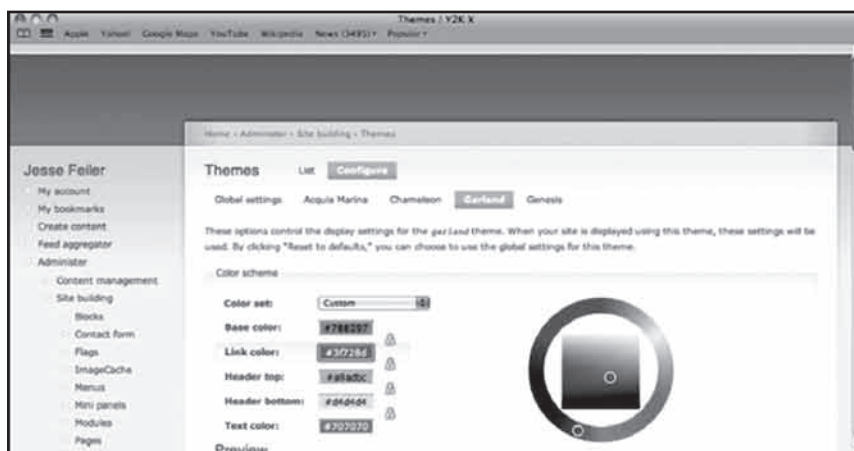 Themes | Y2K X
Apple Yahoo! Google Maps YouTube Wikipedia News (3495) Popular
Home › Administer › Site building › Themes
Jesse Feiler
My account
My bookmarks
Create content
Feed aggregator
Administer
Content management
Site building
Blocks
Contact form
Flags
ImageCache
Menus
Mini panels
Modules
Pages
Themes List Configure
Global settings Acquia Marina Chameleon Garland Genesis
These options control the display settings for the garland theme. When your site is displayed using this theme, these settings will be
used. By clicking "Reset to defaults," you can choose to use the global settings for this theme.
Color scheme
Color set: Custom
Base color:
Link color: #3f728d
Header top: #a9adbc
Header bottom: #d4d4d4
Text color: #707070
Preview